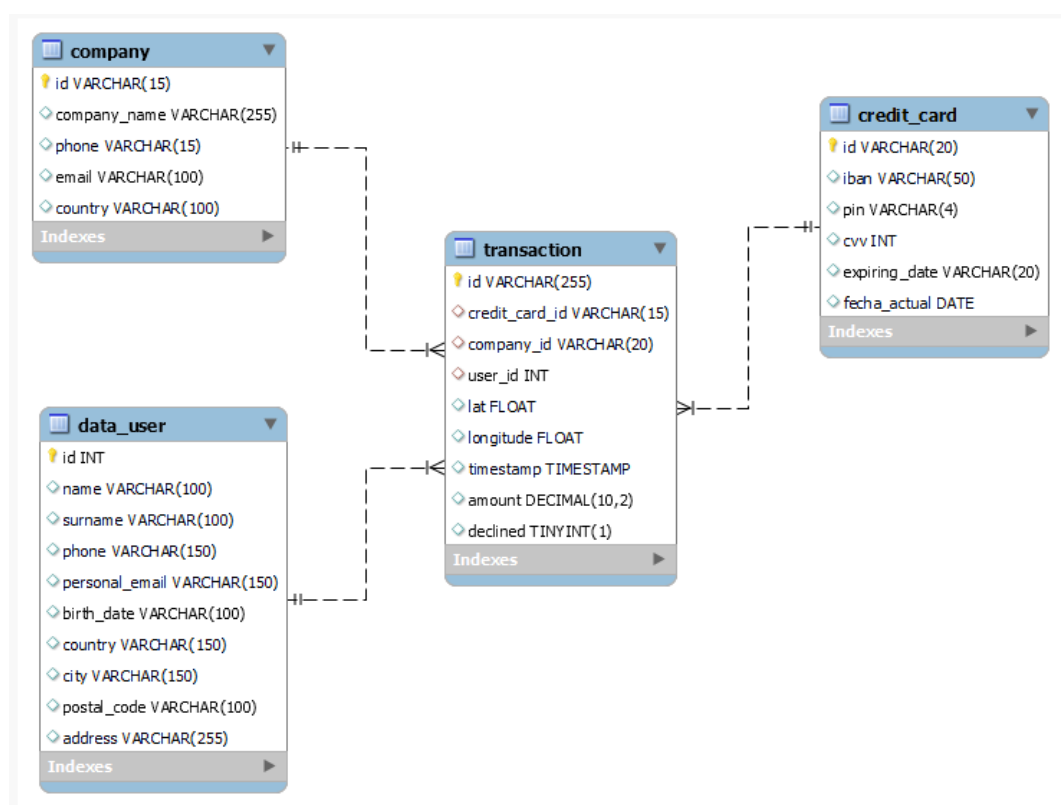 company
id VARCHAR(15)
company_name VARCHAR(255)
phone VARCHAR(15)
email VARCHAR(100)
country VARCHAR(100)
Indexes
credit_card
id VARCHAR(20)
iban VARCHAR(50)
pin VARCHAR(4)
cvv INT
expiring_date VARCHAR(20)
fecha_actual DATE
Indexes
transaction
id VARCHAR(255)
credit_card_id VARCHAR(15)
company_id VARCHAR(20)
user_id INT
lat FLOAT
longitude FLOAT
timestamp TIMESTAMP
amount DECIMAL(10,2)
declined TINYINT(1)
Indexes
data_user
id INT
name VARCHAR(100)
surname VARCHAR(100)
phone VARCHAR(150)
personal_email VARCHAR(150)
birth_date VARCHAR(100)
country VARCHAR(150)
city VARCHAR(150)
postal_code VARCHAR(100)
address VARCHAR(255)
Indexes